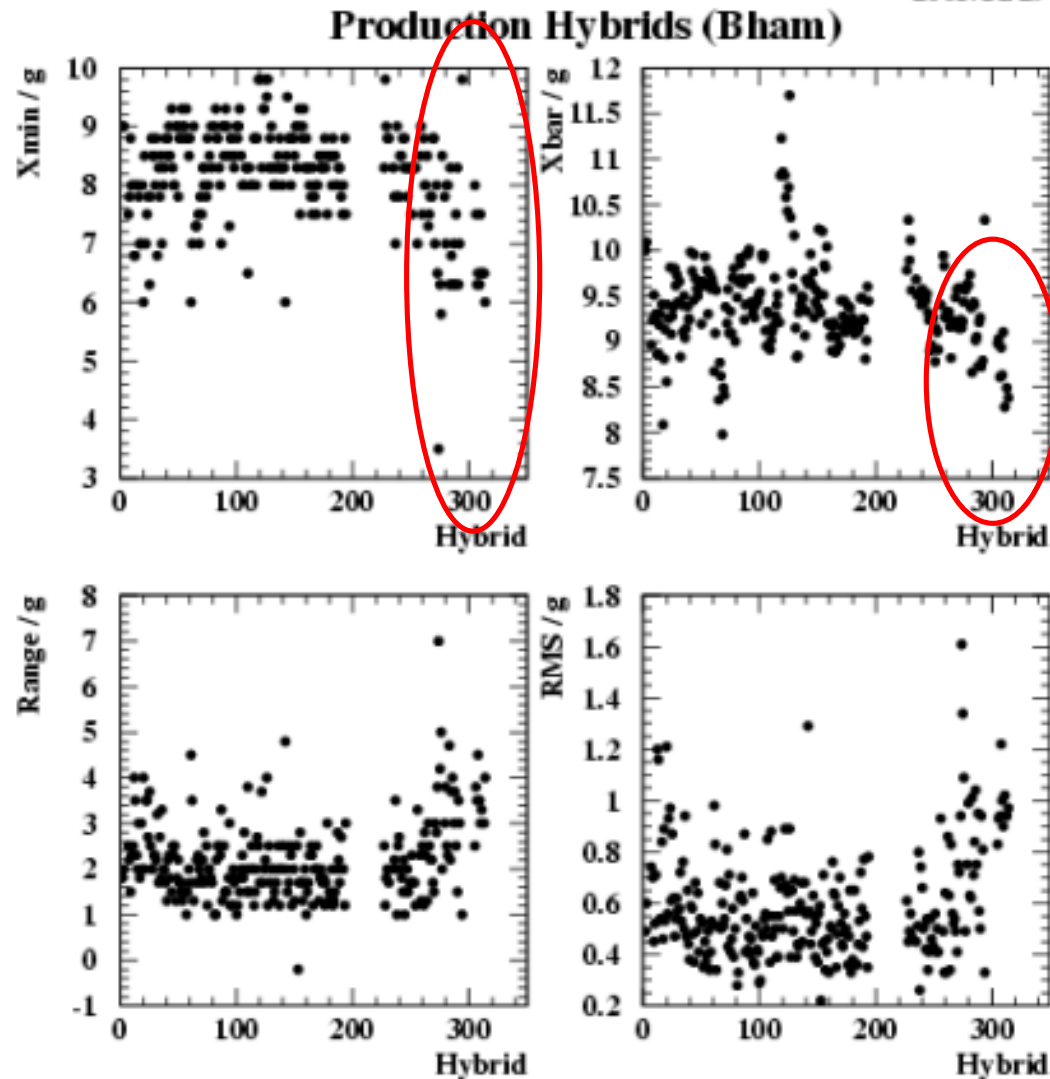 Production Hybrids (Bham)
Xmin / g
10
9
8
7
6
5
4
3
0 100 200 300
Hybrid
Xbar / g
12
11.5
11
10.5
10
9.5
9
8.5
8
7.5
0 100 200 300
Hybrid
Range / g
8
7
6
5
4
3
2
1
0
-1
0 100 200 300
Hybrid
RMS / g
1.8
1.6
1.4
1.2
1
0.8
0.6
0.4
0.2
0 100 200 300
Hybrid